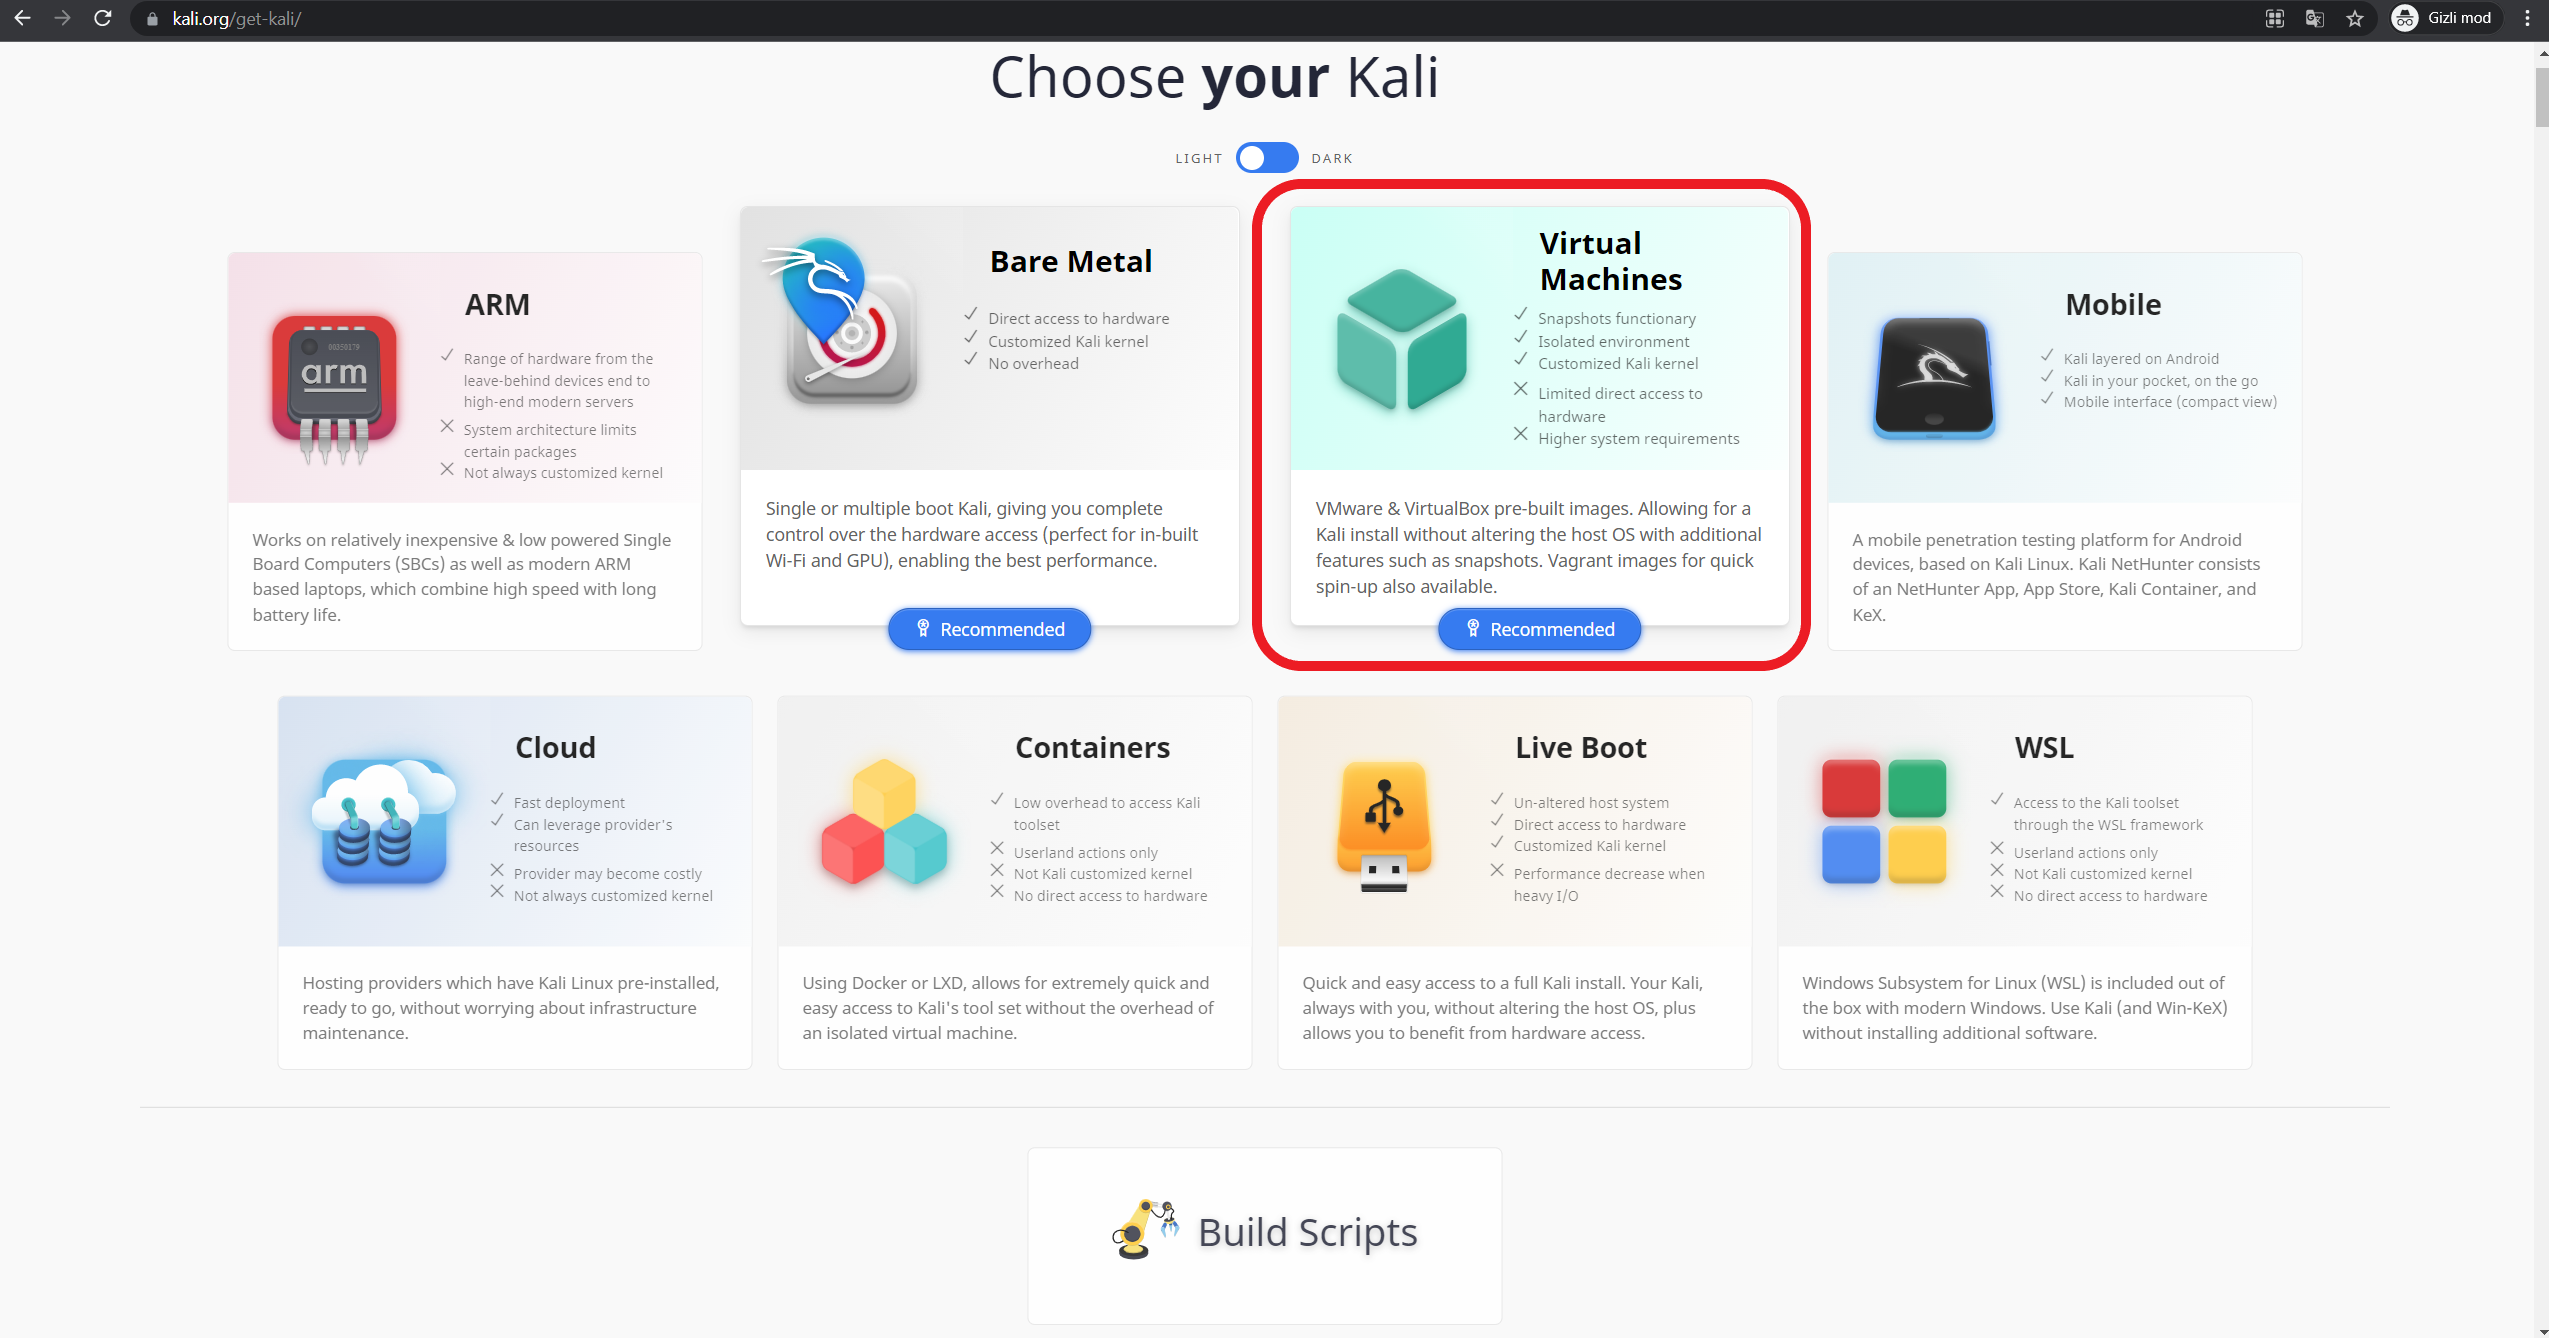 kali.org/get-kali/
Gizli mod
Choose your Kali
LIGHT
DARK
ARM
Range of hardware from the
leave-behind devices end to
high-end modern servers
System architecture limits
certain packages
Not always customized kernel
00350179
arm
Works on relatively inexpensive & low powered Single
Board Computers (SBCs) as well as modern ARM
based laptops, which combine high speed with long
battery life.
Bare Metal
Direct access to hardware
Customized Kali kernel
No overhead
Single or multiple boot Kali, giving you complete
control over the hardware access (perfect for in-built
Wi-Fi and GPU), enabling the best performance.
Recommended
Virtual
Machines
Snapshots functionary
Isolated environment
Customized Kali kernel
Limited direct access to
hardware
Higher system requirements
VMware & VirtualBox pre-built images. Allowing for a
Kali install without altering the host OS with additional
features such as snapshots. Vagrant images for quick
spin-up also available.
Recommended
Mobile
Kali layered on Android
Kali in your pocket, on the go
Mobile interface (compact view)
A mobile penetration testing platform for Android
devices, based on Kali Linux. Kali NetHunter consists
of an NetHunter App, App Store, Kali Container, and
KeX.
Cloud
Fast deployment
Can leverage provider's
resources
Provider may become costly
Not always customized kernel
Hosting providers which have Kali Linux pre-installed,
ready to go, without worrying about infrastructure
maintenance.
Containers
Low overhead to access Kali
toolset
Userland actions only
Not Kali customized kernel
No direct access to hardware
Using Docker or LXD, allows for extremely quick and
easy access to Kali's tool set without the overhead of
an isolated virtual machine.
Live Boot
Un-altered host system
Direct access to hardware
Customized Kali kernel
Performance decrease when
heavy I/O
Quick and easy access to a full Kali install. Your Kali,
always with you, without altering the host OS, plus
allows you to benefit from hardware access.
WSL
Access to the Kali toolset
through the WSL framework
Userland actions only
Not Kali customized kernel
No direct access to hardware
Windows Subsystem for Linux (WSL) is included out of
the box with modern Windows. Use Kali (and Win-KeX)
without installing additional software.
Build Scripts